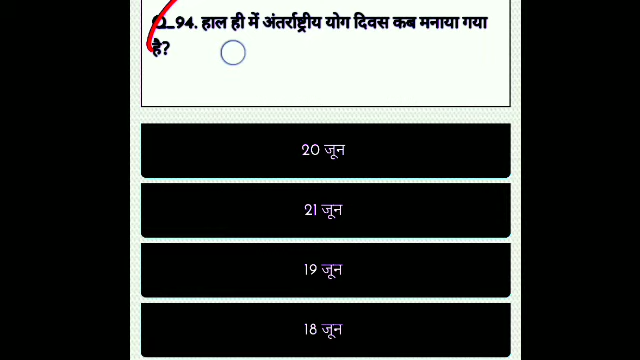 Q_94. हाल ही में अंतर्राष्ट्रीय योग दिवस कब मनाया गया
है?
20 जून
21 जून
19 जून
18 जून